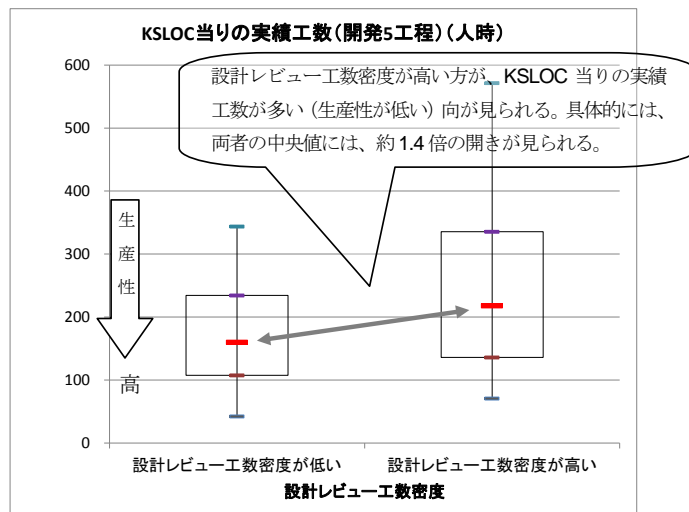 KSLOC当りの実績工数(開発5工程)(人時)
600
500
400
300
200
100
0
設計レビュー工数密度が高い方が、KSLOC 当りの実績
工数が多い(生産性が低い)向が見られる。具体的には、
両者の中央値には、約1.4 倍の開きが見られる。
生
産
性
高
設計レビュー工数密度が低い
設計レビュー工数密度が高い
設計レビュー工数密度